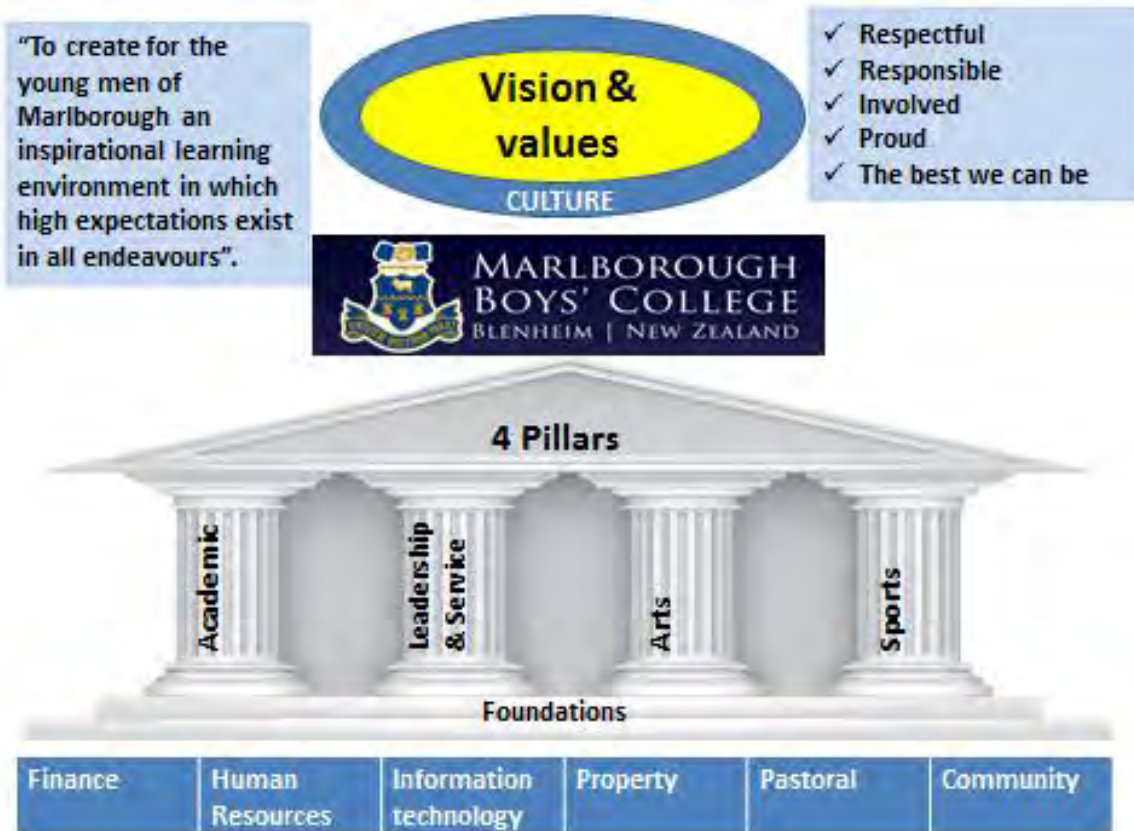 “To create for the
young men of
Marlborough an
inspirational learning
environment in which
high expectations exist
in all endeavours”.
Vision &
values
CULTURE
✓ Respectful
✓ Responsible
✓ Involved
✓ Proud
✓ The best we can be
MARLBOROUGH
BOYS' COLLEGE
BLENHEIM | NEW ZEALAND
4 Pillars
Academic
Leadership
& Service
Arts
Sports
Foundations
Finance
Human
Resources
Information
technology
Property
Pastoral
Community